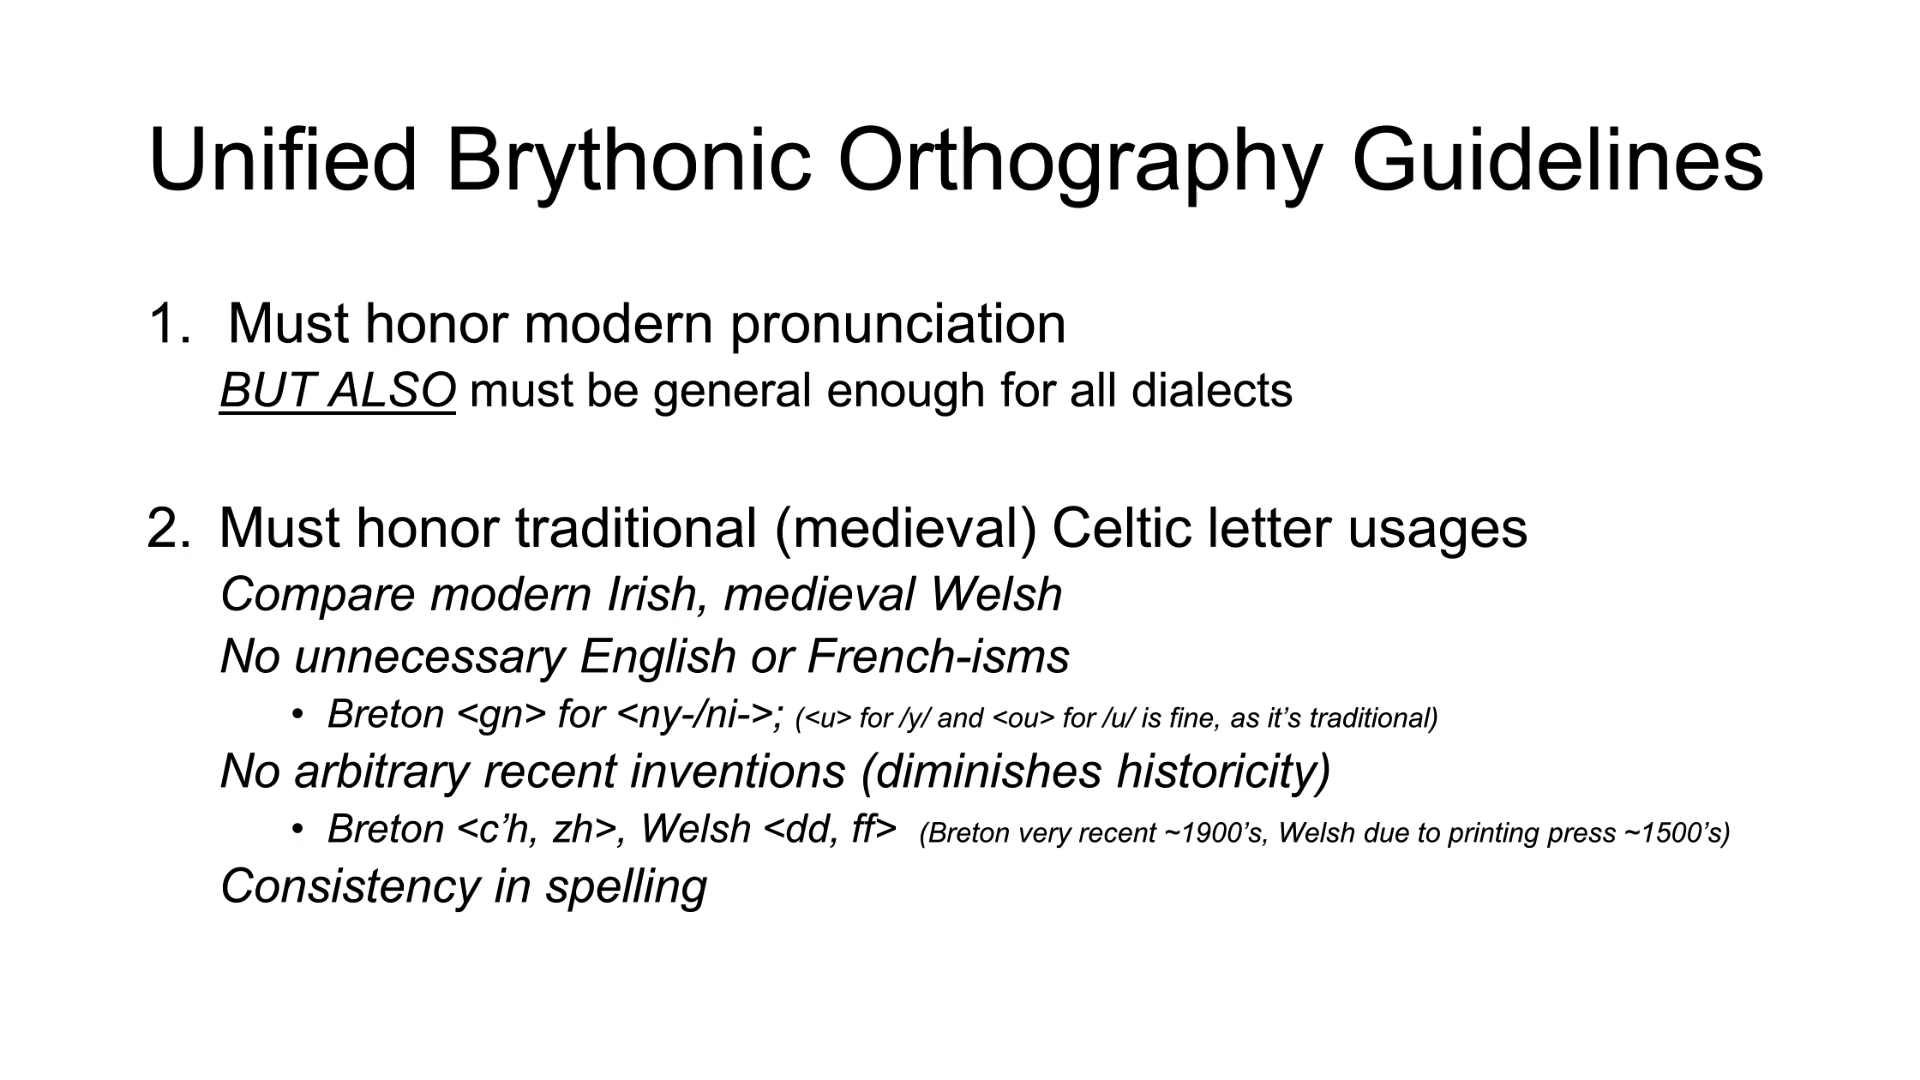 Unified Brythonic Orthography Guidelines
1. Must honor modern pronunciation
BUT ALSO must be general enough for all dialects
2. Must honor traditional (medieval) Celtic letter usages
Compare modern Irish, medieval Welsh
No unnecessary English or French-isms
• Breton <gn> for <ny-/ni->; (<u> for /y/ and <ou> for /u/ is fine, as it’s traditional)
No arbitrary recent inventions (diminishes historicity)
• Breton <c’h, zh>, Welsh <dd, ff> (Breton very recent ~1900’s, Welsh due to printing press ~1500’s)
Consistency in spelling